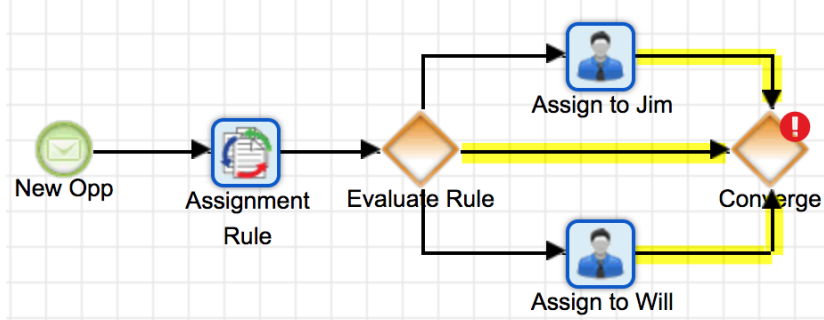 Assign to Jim
New Opp
Assignment
Rule
Evaluate Rule
Converge
Assign to Will